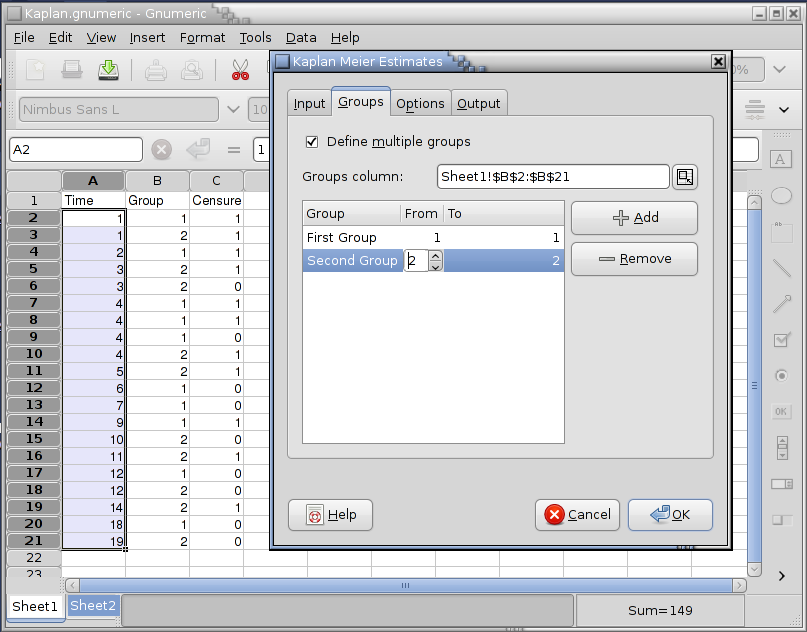 Kaplan.gnumeric - Gnumeric
File Edit View Insert Format Tools Data Help
Nimbus Sans L 10 0%
A2 = 1
A B C
1 Time Group Censure
2 1 1 1
3 1 2 1
4 2 1 1
5 3 2 1
6 3 2 0
7 4 1 1
8 4 1 1
9 4 1 0
10 4 2 1
11 5 2 1
12 6 1 0
13 7 1 0
14 9 1 1
15 10 2 0
16 11 2 1
17 12 1 0
18 12 2 0
19 14 2 1
20 18 1 0
21 19 2 0
22
23
Sheet1 Sheet2
Sum=149
Kaplan Meier Estimates
Input Groups Options Output
Define multiple groups
Groups column: Sheet1!$B$2:$B$21
Group From To
First Group 1 1
Second Group 2 2
Add
Remove
Help Cancel OK
A
Ab
OK